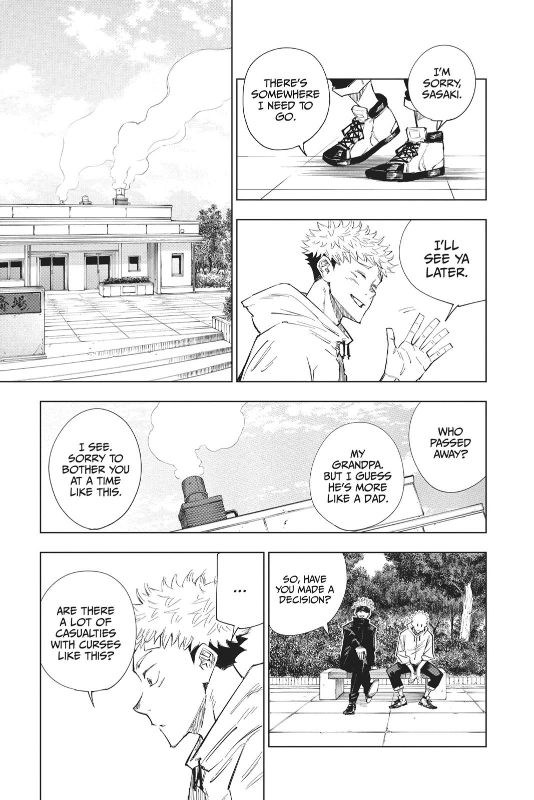 I'M
SORRY,
SASAKI.
THERE'S
SOMEWHERE
I NEED TO
GO.
I'LL
SEE YA
LATER.
斎場
WHO
PASSED
AWAY?
MY
GRANDPA.
BUT I GUESS
HE'S MORE
LIKE A DAD.
I SEE.
SORRY TO
BOTHER YOU
AT A TIME
LIKE THIS.
SO, HAVE
YOU MADE A
DECISION?
...
ARE THERE
A LOT OF
CASUALTIES
WITH CURSES
LIKE THIS?